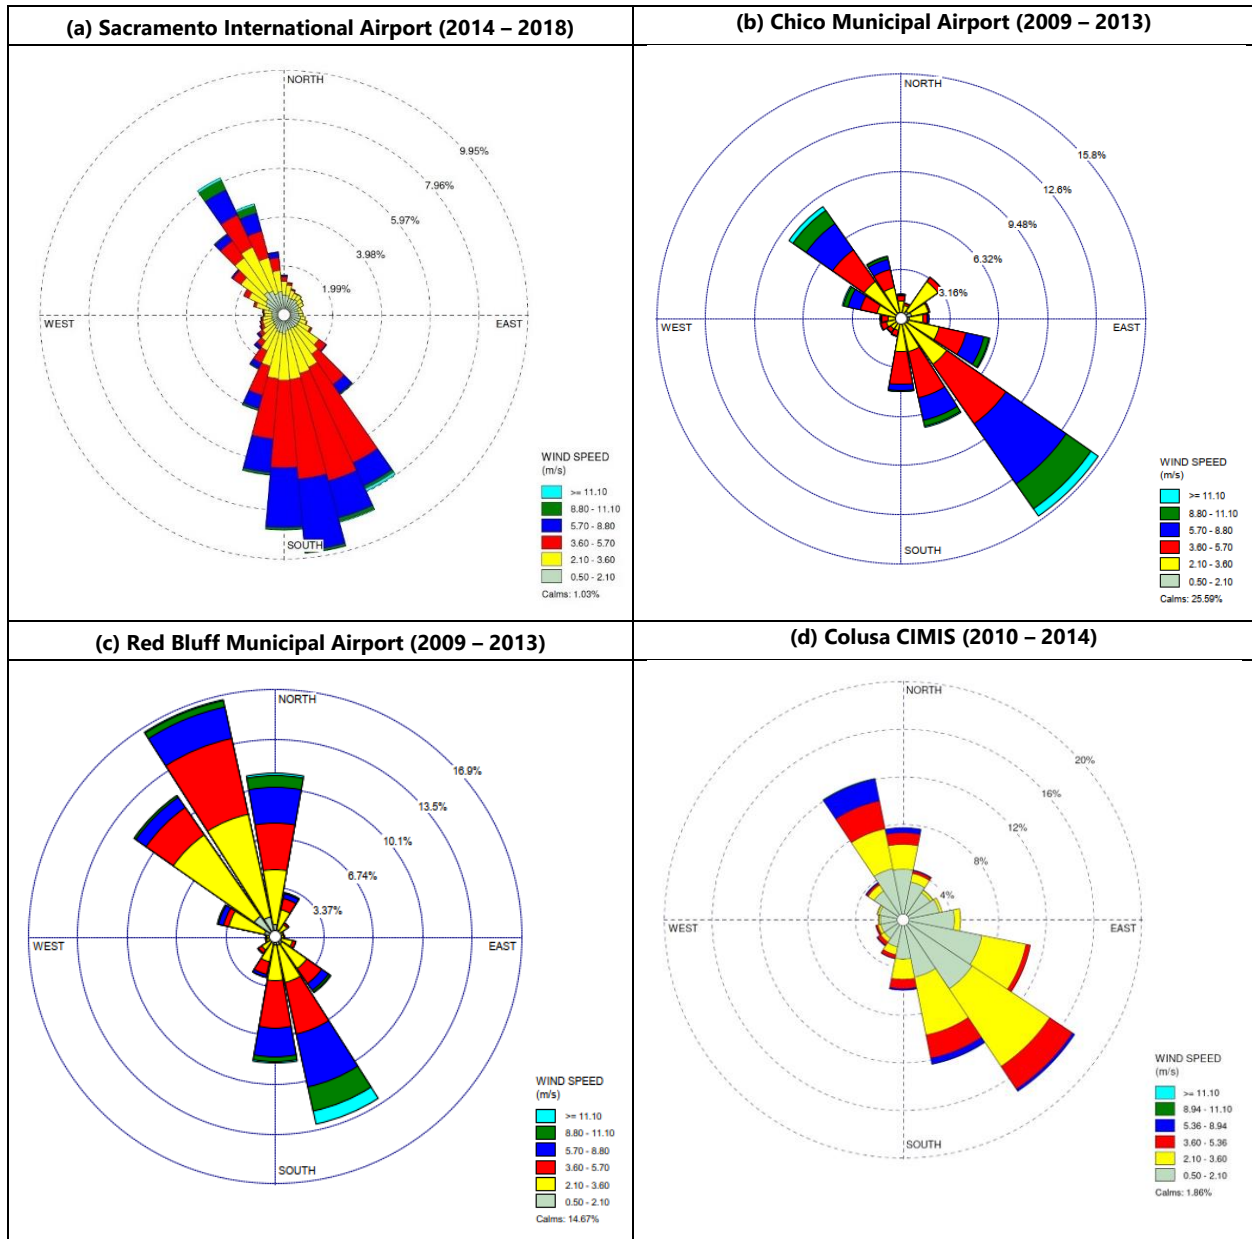 (a) Sacramento International Airport (2014 – 2018)
NORTH
9.95%
7.96%
5.97%
3.98%
1.99%
WEST
EAST
SOUTH
WIND SPEED
(m/s)
>= 11.10
8.80 - 11.10
5.70 - 8.80
3.60 - 5.70
2.10 - 3.60
0.50 - 2.10
Calms: 1.03%
(b) Chico Municipal Airport (2009 – 2013)
NORTH
15.8%
12.6%
9.48%
6.32%
3.16%
WEST
EAST
SOUTH
WIND SPEED
(m/s)
>= 11.10
8.80 - 11.10
5.70 - 8.80
3.60 - 5.70
2.10 - 3.60
0.50 - 2.10
Calms: 25.59%
(c) Red Bluff Municipal Airport (2009 – 2013)
NORTH
16.9%
13.5%
10.1%
6.74%
3.37%
WEST
EAST
SOUTH
WIND SPEED
(m/s)
>= 11.10
8.80 - 11.10
5.70 - 8.80
3.60 - 5.70
2.10 - 3.60
0.50 - 2.10
Calms: 14.67%
(d) Colusa CIMIS (2010 – 2014)
NORTH
20%
16%
12%
8%
4%
WEST
EAST
SOUTH
WIND SPEED
(m/s)
>= 11.10
8.94 - 11.10
5.36 - 8.94
3.60 - 5.36
2.10 - 3.60
0.50 - 2.10
Calms: 1.86%